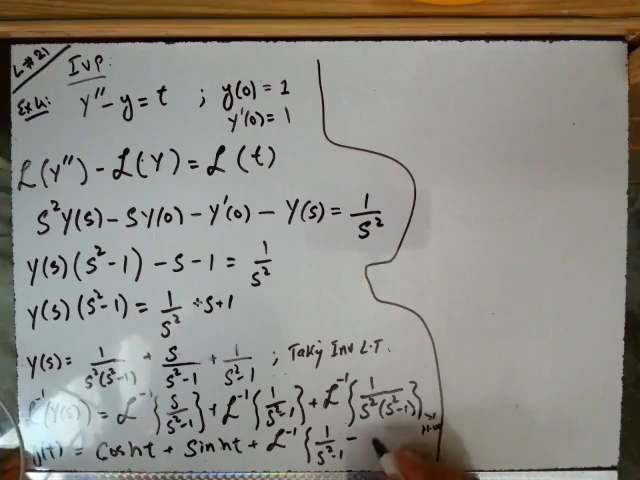 L#21
IVP:
Ex 4: y'' - y = t ; y(0) = 1
y'(0) = 1
ℒ(y'') - ℒ(y) = ℒ(t)
s²Y(s) - sy(0) - y'(0) - Y(s) = 1/s²
Y(s)(s²-1) - s - 1 = 1/s²
Y(s)(s²-1) = 1/s² + s + 1
Y(s) = 1/s²(s²-1) + s/s²-1 + 1/s²-1 ; Taking Inv L.T.
ℒ⁻¹(Y(s)) = ℒ⁻¹{s/s²-1} + ℒ⁻¹{1/s²-1} + ℒ⁻¹{1/s²(s²-1)}
y(t) = Cosht + Sinht + ℒ⁻¹{1/s²-1 -